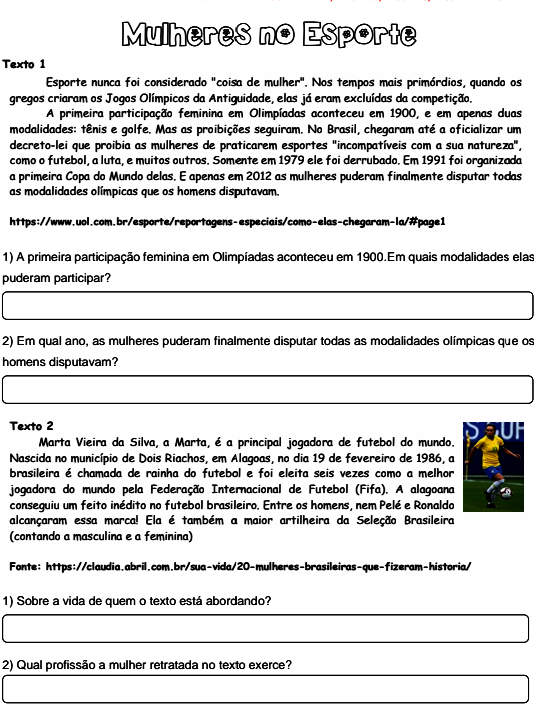 Mulheres no Esporte
Texto 1
Esporte nunca foi considerado "coisa de mulher". Nos tempos mais primórdios, quando os
gregos criaram os Jogos Olímpicos da Antiguidade, elas já eram excluídas da competição.
A primeira participação feminina em Olimpíadas aconteceu em 1900, e em apenas duas
modalidades: tênis e golfe. Mas as proibições seguiram. No Brasil, chegaram até a oficializar um
decreto-lei que proibia as mulheres de praticarem esportes "incompatíveis com a sua natureza",
como o futebol, a luta, e muitos outros. Somente em 1979 ele foi derrubado. Em 1991 foi organizada
a primeira Copa do Mundo delas. E apenas em 2012 as mulheres puderam finalmente disputar todas
as modalidades olímpicas que os homens disputavam.
https://www.uol.com.br/esporte/reportagens-especiais/como-elas-chegaram-la/#page1
1) A primeira participação feminina em Olimpíadas aconteceu em 1900.Em quais modalidades elas
puderam participar?
2) Em qual ano, as mulheres puderam finalmente disputar todas as modalidades olímpicas que os
homens disputavam?
Texto 2
Marta Vieira da Silva, a Marta, é a principal jogadora de futebol do mundo.
Nascida no município de Dois Riachos, em Alagoas, no dia 19 de fevereiro de 1986, a
brasileira é chamada de rainha do futebol e foi eleita seis vezes como a melhor
jogadora do mundo pela Federação Internacional de Futebol (Fifa). A alagoana
conseguiu um feito inédito no futebol brasileiro. Entre os homens, nem Pelé e Ronaldo
alcançaram essa marca! Ela é também a maior artilheira da Seleção Brasileira
(contando a masculina e a feminina)
Fonte: https://claudia.abril.com.br/sua-vida/20-mulheres-brasileiras-que-fizeram-historia/
1) Sobre a vida de quem o texto está abordando?
2) Qual profissão a mulher retratada no texto exerce?